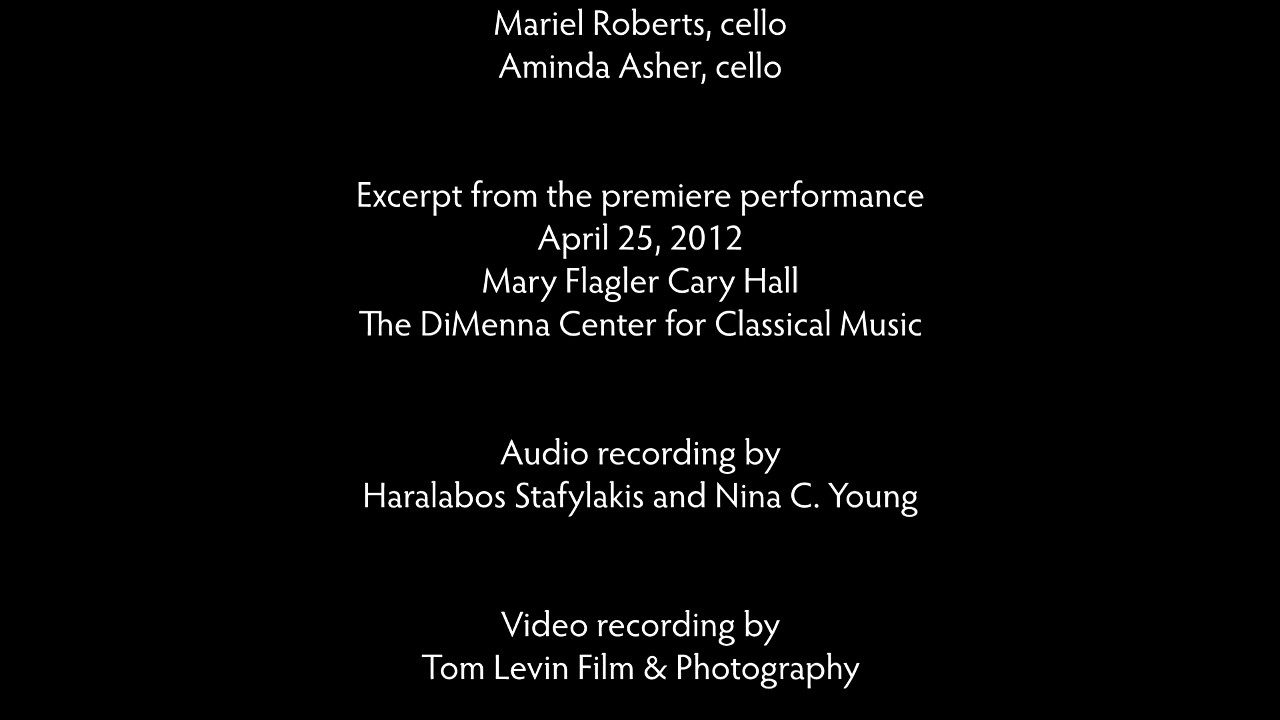 Mariel Roberts, cello
Aminda Asher, cello
Excerpt from the premiere performance
April 25, 2012
Mary Flagler Cary Hall
The DiMenna Center for Classical Music
Audio recording by
Haralabos Stafylakis and Nina C. Young
Video recording by
Tom Levin Film & Photography